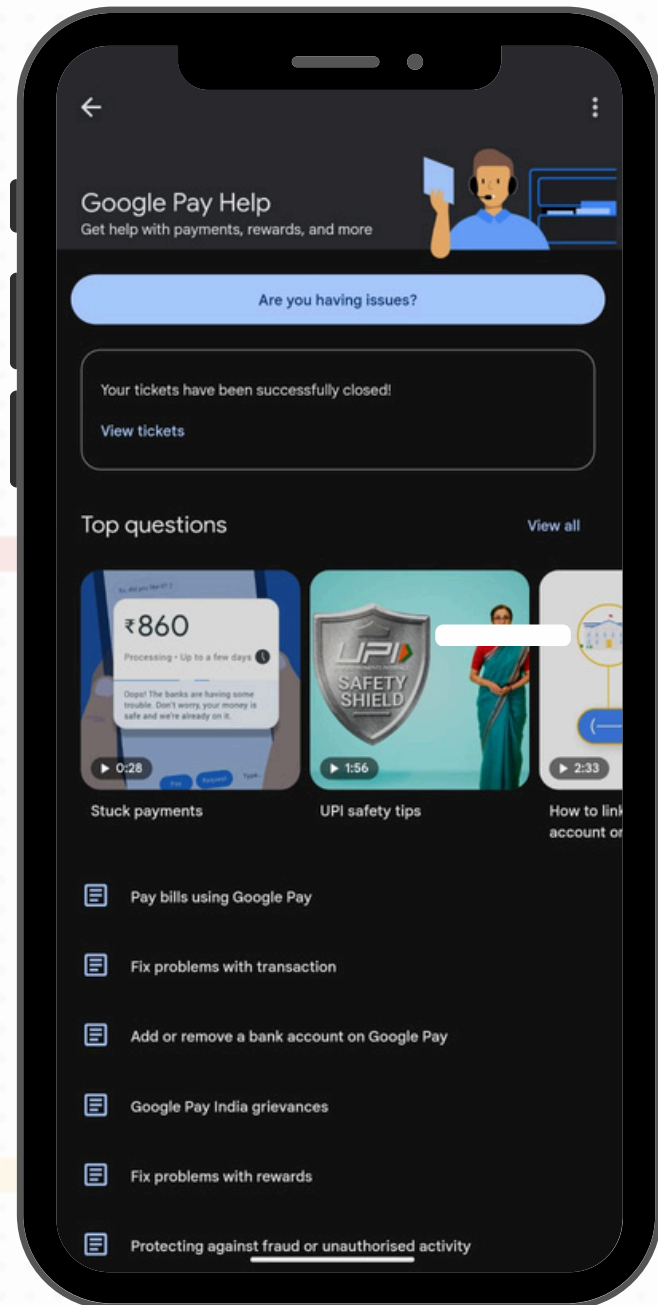 Google Pay Help
Get help with payments, rewards, and more
Are you having issues?
Your tickets have been successfully closed!
View tickets
Top questions
View all
₹860
Processing • Up to a few days
Oops! The banks are having some
trouble. Don't worry, your money is
safe and we're already on it.
Pay
Request
Type...
0:28
UPI
SAFETY
SHIELD
1:56
2:33
Stuck payments
UPI safety tips
How to link
account or
Pay bills using Google Pay
Fix problems with transaction
Add or remove a bank account on Google Pay
Google Pay India grievances
Fix problems with rewards
Protecting against fraud or unauthorised activity